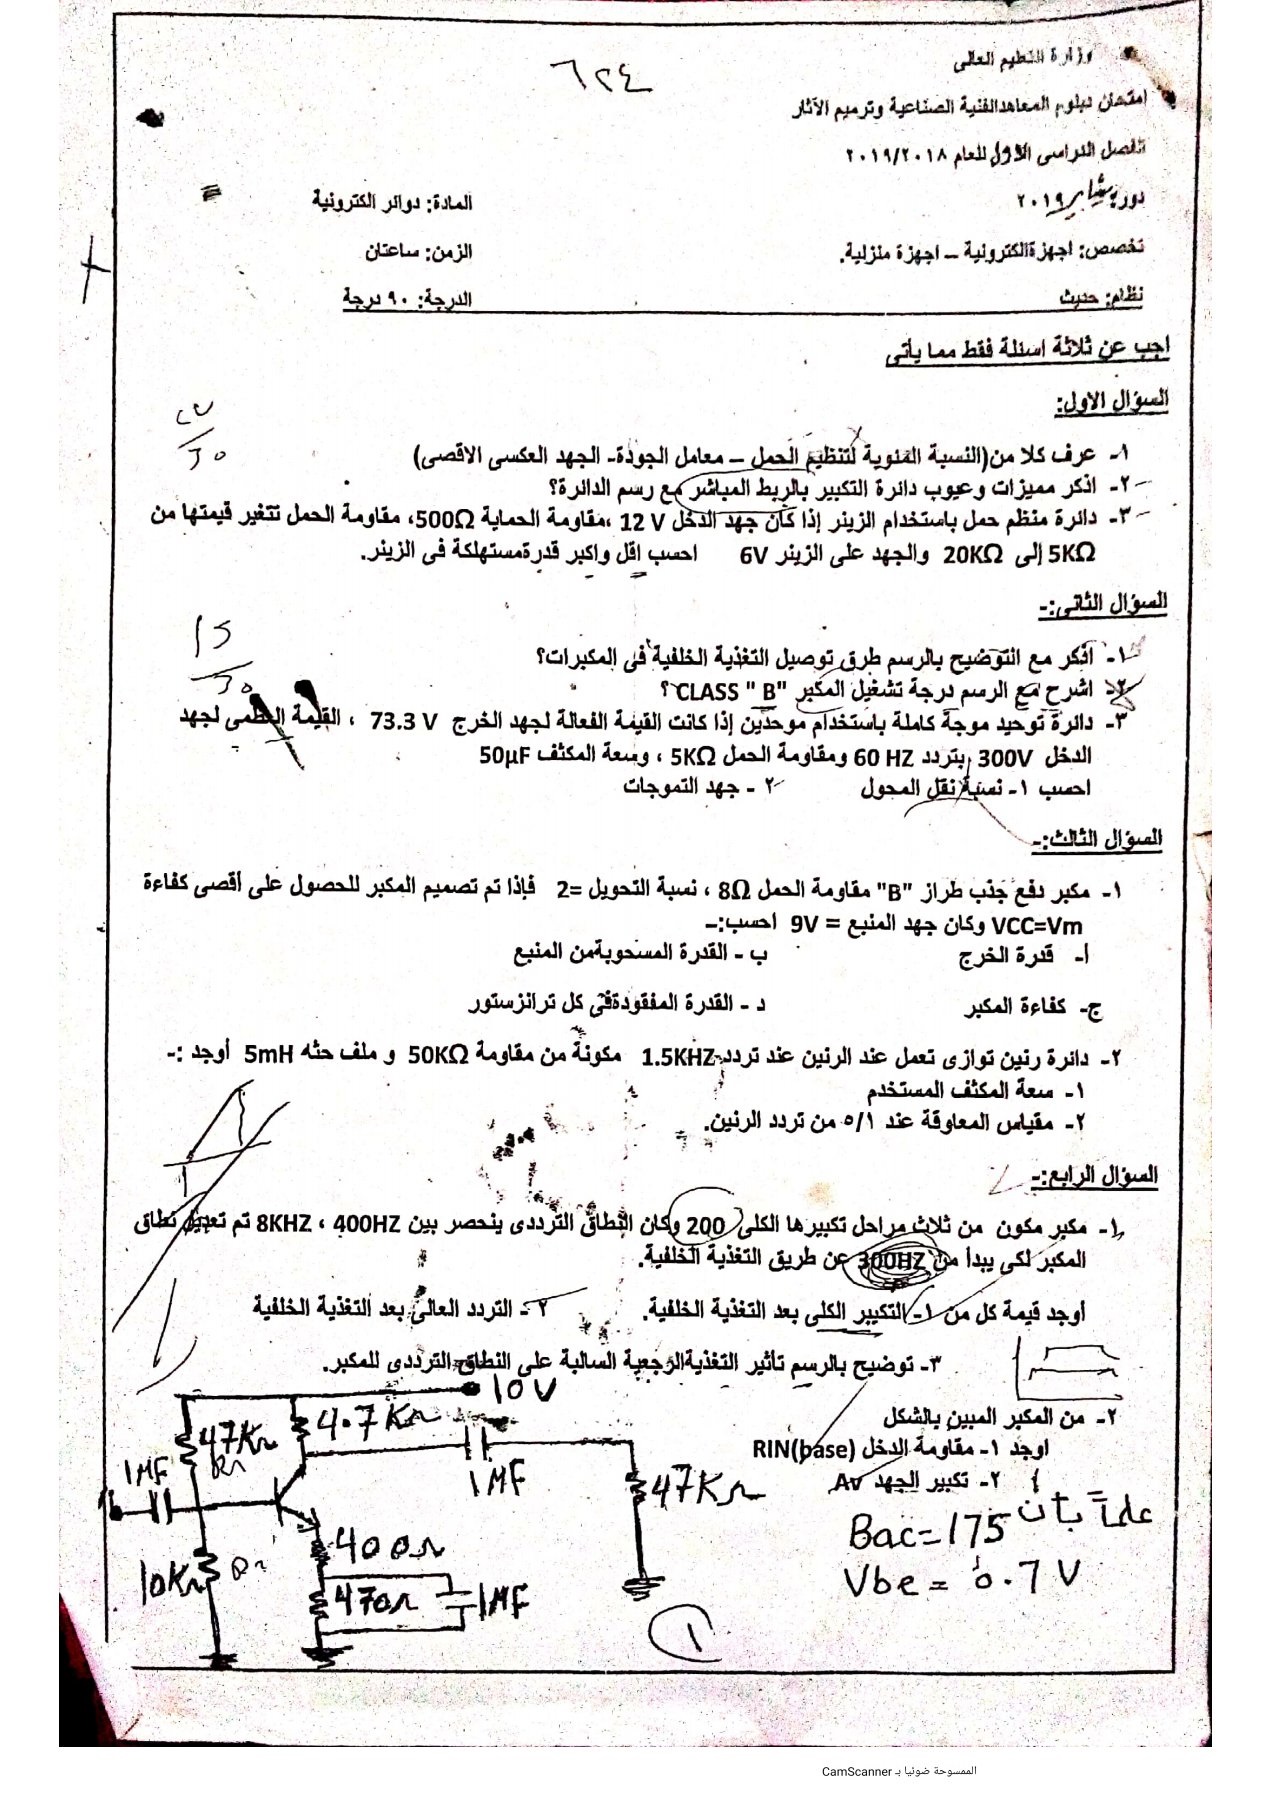 ٦٢٤
وزارة التعليم العالى
امتحان دبلوم المعاهدالفنية الصناعية وترميم الآثار
الفصل الدراسى الاول للعام ٢٠١٩/٢٠١٨
دور يناير ٢٠١٩
المادة: دوائر الكترونية
تخصص: اجهزةالكترونية – اجهزة منزلية.
الزمن: ساعتان
نظام: حديث
الدرجة: ٩٠ درجة
اجب عن ثلاثة اسئلة فقط مما يأتى
السؤال الاول:
١- عرف كلا من(النسبة المئوية لتنظيم الحمل – معامل الجودة- الجهد العكسى الاقصى)
٢- اذكر مميزات وعيوب دائرة التكبير بالربط المباشر مع رسم الدائرة؟
٣- دائرة منظم حمل باستخدام الزينر إذا كان جهد الدخل 12 V ،مقاومة الحماية 500Ω، مقاومة الحمل تتغير قيمتها من
5KΩ إلى 20KΩ والجهد على الزينر 6V احسب اقل واكبر قدرةمستهلكة فى الزينر.
السؤال الثانى:-
١- اذكر مع التوضيح بالرسم طرق توصيل التغذية الخلفية فى المكبرات؟
٢- اشرح مع الرسم درجة تشغيل المكبر "CLASS " B ؟
٣- دائرة توحيد موجة كاملة باستخدام موحدين إذا كانت القيمة الفعالة لجهد الخرج 73.3 V ، القيمة العظمى لجهد
الدخل 300V بتردد 60 HZ ومقاومة الحمل 5KΩ ، وسعة المكثف 50µF
احسب ١- نسبة نقل المحول ٢ - جهد التموجات
السؤال الثالث:-
١- مكبر دفع جذب طراز "B" مقاومة الحمل 8Ω ، نسبة التحويل =2 فإذا تم تصميم المكبر للحصول على أقصى كفاءة
VCC=Vm وكان جهد المنبع = 9V احسب:–
أ- قدرة الخرج ب - القدرة المسحوبةمن المنبع
ج- كفاءة المكبر د - القدرة المفقودةفى كل ترانزستور
٢- دائرة رنين توازى تعمل عند الرنين عند تردد 1.5KHZ مكونة من مقاومة 50KΩ و ملف حثه 5mH أوجد :-
١- سعة المكثف المستخدم
٢- مقياس المعاوقة عند ٥/١ من تردد الرنين.
السؤال الرابع:-
١- مكبر مكون من ثلاث مراحل تكبيرها الكلى 200 وكان النطاق الترددى ينحصر بين 400HZ ، 8KHZ تم تعديل نطاق
المكبر لكى يبدأ من 300HZ عن طريق التغذية الخلفية.
أوجد قيمة كل من ١- التكبير الكلى بعد التغذية الخلفية. ٢ - التردد العالى بعد التغذية الخلفية
٣- توضيح بالرسم تأثير التغذيةالرجعية السالبة على النطاق الترددى للمكبر.
٢- من المكبر المبين بالشكل
اوجد ١- مقاومة الدخل RIN(base)
٢- تكبير الجهد Av
علماً بأن
Bac=175
Vbe= 0.7 V
10V
47KΩ
4.7KΩ
1MF
1MF
47KΩ
400Ω
10KΩ
470Ω
1MF
١
الممسوحة ضوئيا بـ CamScanner